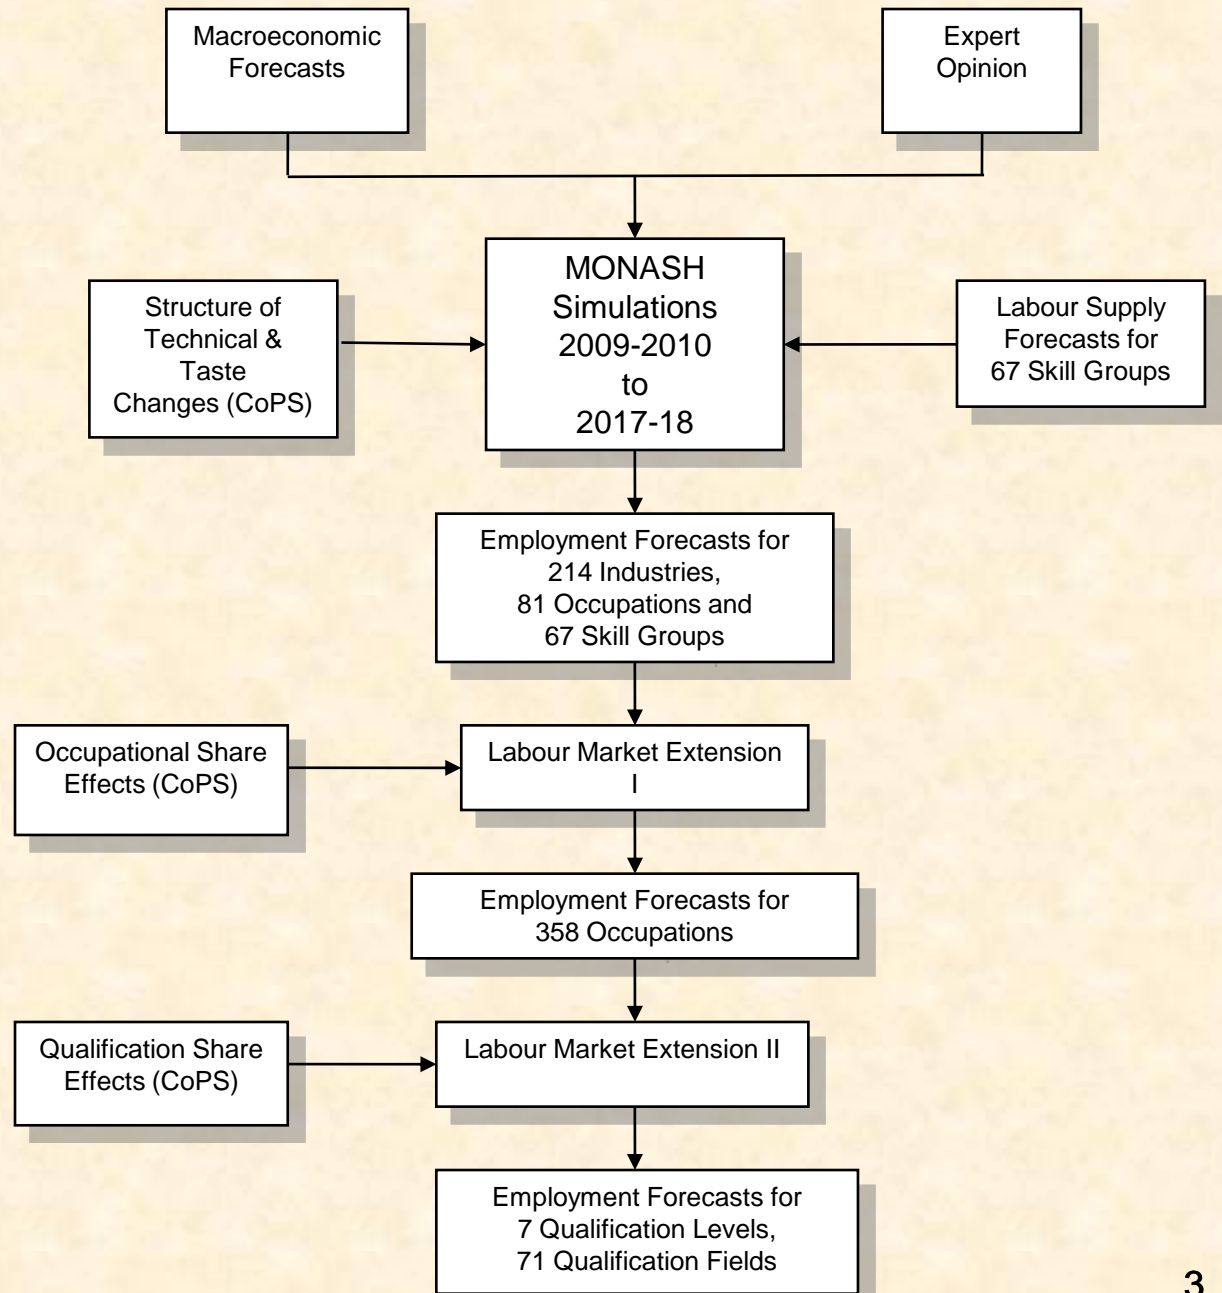 Macroeconomic
Forecasts
Expert
Opinion
MONASH
Simulations
2009-2010
to
2017-18
Structure of
Technical &
Taste
Changes (CoPS)
Labour Supply
Forecasts for
67 Skill Groups
Employment Forecasts for
214 Industries,
81 Occupations and
67 Skill Groups
Occupational Share
Effects (CoPS)
Labour Market Extension
I
Employment Forecasts for
358 Occupations
Qualification Share
Effects (CoPS)
Labour Market Extension II
Employment Forecasts for
7 Qualification Levels,
71 Qualification Fields
3